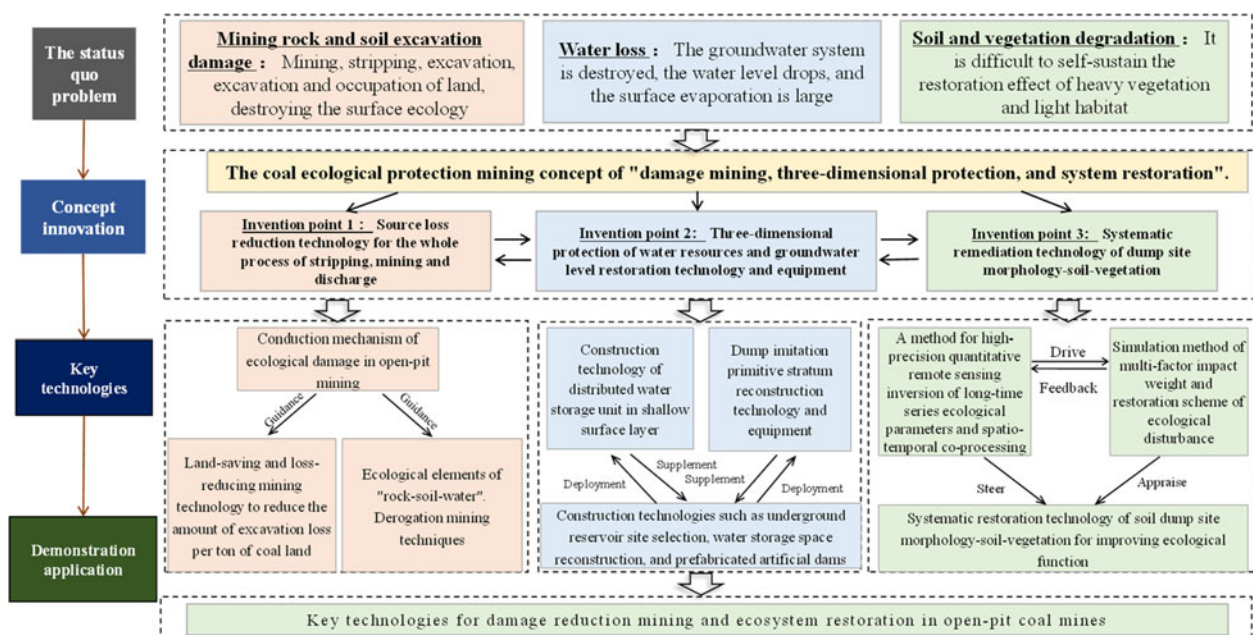 The status
quo
problem
Mining rock and soil excavation
damage： Mining, stripping, excavation,
excavation and occupation of land,
destroying the surface ecology
Water loss： The groundwater system
is destroyed, the water level drops, and
the surface evaporation is large
Soil and vegetation degradation： It
is difficult to self-sustain the
restoration effect of heavy vegetation
and light habitat
Concept
innovation
The coal ecological protection mining concept of "damage mining, three-dimensional protection, and system restoration".
Invention point 1： Source loss
reduction technology for the whole
process of stripping, mining and
discharge
Invention point 2: Three-dimensional
protection of water resources and groundwater
level restoration technology and equipment
Invention point 3: Systematic
remediation technology of dump site
morphology-soil-vegetation
Key
technologies
Conduction mechanism of
ecological damage in open-pit
mining
Guidance
Guidance
Land-saving and loss-
reducing mining
technology to reduce the
amount of excavation loss
per ton of coal land
Ecological elements of
"rock-soil-water".
Derogation mining
techniques
Construction
technology of
distributed water
storage unit in shallow
surface layer
Dump imitation
primitive stratum
reconstruction
technology and
equipment
Deployment
Supplement
Supplement
Deployment
Construction technologies such as underground
reservoir site selection, water storage space
reconstruction, and prefabricated artificial dams
A method for high-
precision quantitative
remote sensing
inversion of long-time
series ecological
parameters and spatio-
temporal co-processing
Drive
Feedback
Simulation method of
multi-factor impact
weight and
restoration scheme of
ecological
disturbance
Steer
Appraise
Systematic restoration technology of soil dump site
morphology-soil-vegetation for improving ecological
function
Demonstration
application
Key technologies for damage reduction mining and ecosystem restoration in open-pit coal mines